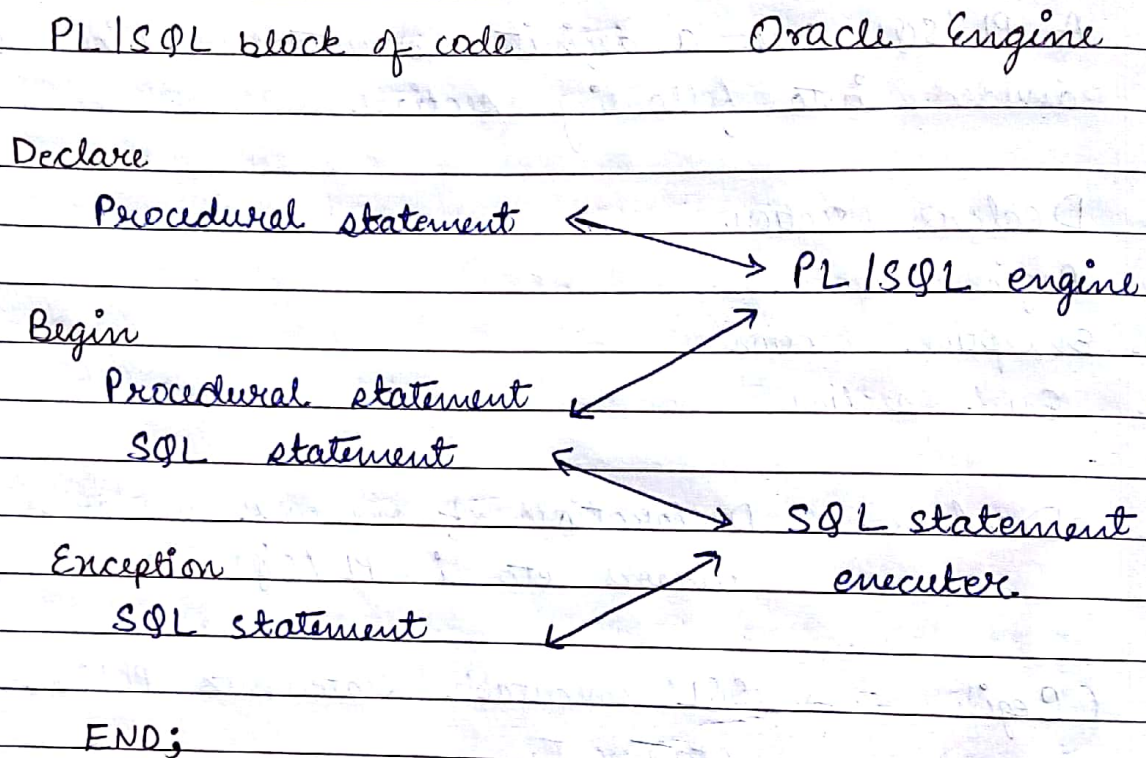 PL/SQL block of code Oracle Engine
Declare
Procedural statement
PL/SQL engine
Begin
Procedural statement
SQL statement
SQL statement
Exception
executer.
SQL statement
END;